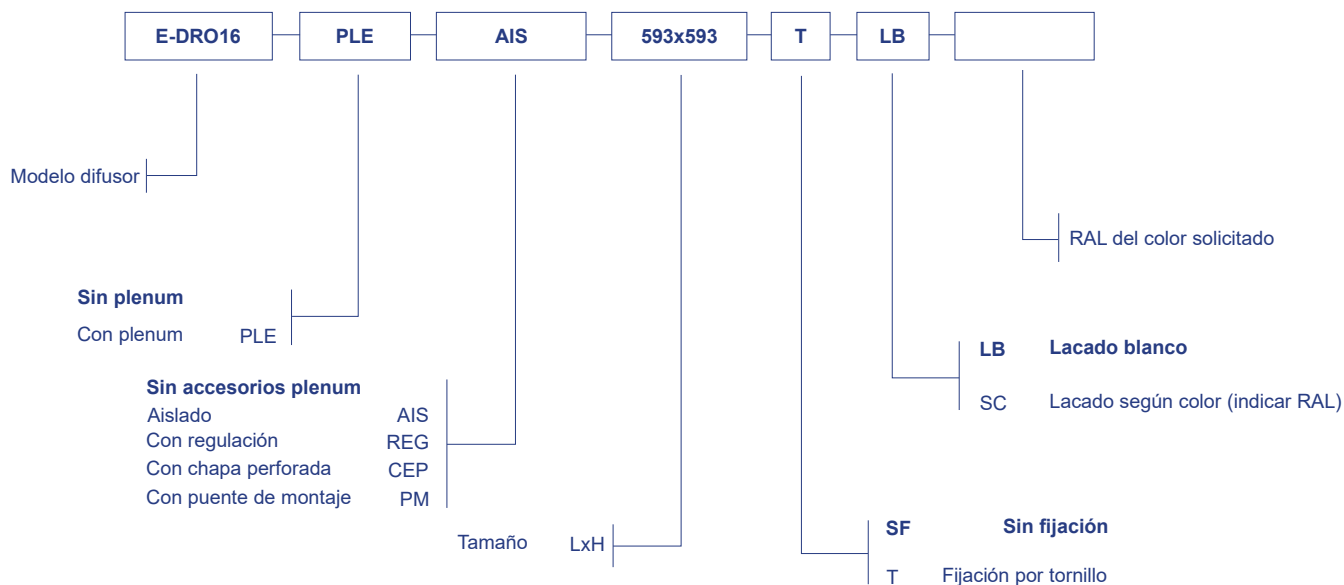 E-DRO16 PLE AIS 593x593 T LB
Modelo difusor
RAL del color solicitado
Sin plenum
Con plenum PLE
LB Lacado blanco
SC Lacado según color (indicar RAL)
Sin accesorios plenum
Aislado AIS
Con regulación REG
Con chapa perforada CEP
Con puente de montaje PM
Tamaño LxH
SF Sin fijación
T Fijación por tornillo